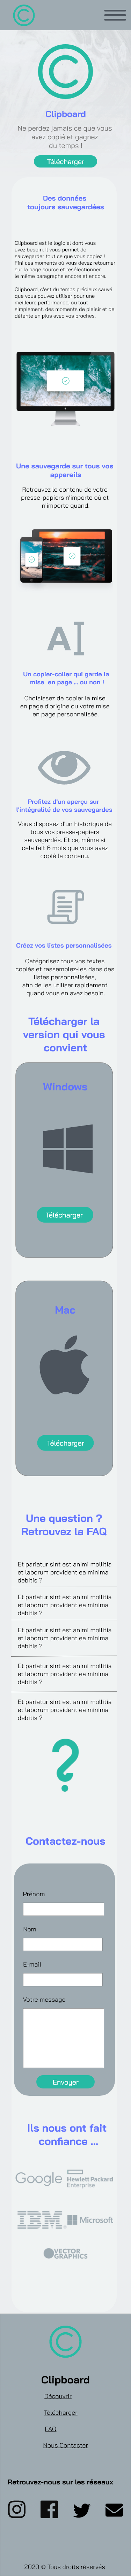 ©
©
Clipboard
Ne perdez jamais ce que vous
avez copié et gagnez
du temps !
Télécharger
Des données
toujours sauvegardées
Clipboard est le logiciel dont vous
avez besoin. Il vous permet de
sauvegarder tout ce que vous copiez !
Fini ces moments où vous devez retourner
sur la page source et resélectionner
le même paragraphe encore et encore.
Clipboard, c'est du temps précieux sauvé
que vous pouvez utiliser pour une
meilleure performance, ou tout
simplement, des moments de plaisir et de
détente en plus avec vos proches.
Une sauvegarde sur tous vos
appareils
Retrouvez le contenu de votre
presse-papiers n'importe où et
n'importe quand.
A
Un copier-coller qui garde la
mise en page ... ou non !
Choisissez de copier la mise
en page d'origine ou votre mise
en page personnalisée.
Profitez d'un aperçu sur
l'intégralité de vos sauvegardes
Vous disposez d'un historique de
tous vos presse-papiers
sauvegardés. Et ce, même si
cela fait 6 mois que vous avez
copié le contenu.
Créez vos listes personnalisées
Catégorisez tous vos textes
copiés et rassemblez-les dans des
listes personnalisées,
afin de les utiliser rapidement
quand vous en avez besoin.
Télécharger la
version qui vous
convient
Windows
Télécharger
Mac
Télécharger
Une question ?
Retrouvez la FAQ
Et pariatur sint est animi mollitia
et laborum provident ea minima
debitis ?
Et pariatur sint est animi mollitia
et laborum provident ea minima
debitis ?
Et pariatur sint est animi mollitia
et laborum provident ea minima
debitis ?
Et pariatur sint est animi mollitia
et laborum provident ea minima
debitis ?
Et pariatur sint est animi mollitia
et laborum provident ea minima
debitis ?
?
Contactez-nous
Prénom
Nom
E-mail
Votre message
Envoyer
Ils nous ont fait
confiance ...
Google
Hewlett Packard
Enterprise
IBM
Microsoft
VECTOR
GRAPHICS
©
Clipboard
Découvrir
Télécharger
FAQ
Nous Contacter
Retrouvez-nous sur les réseaux
2020 © Tous droits réservés